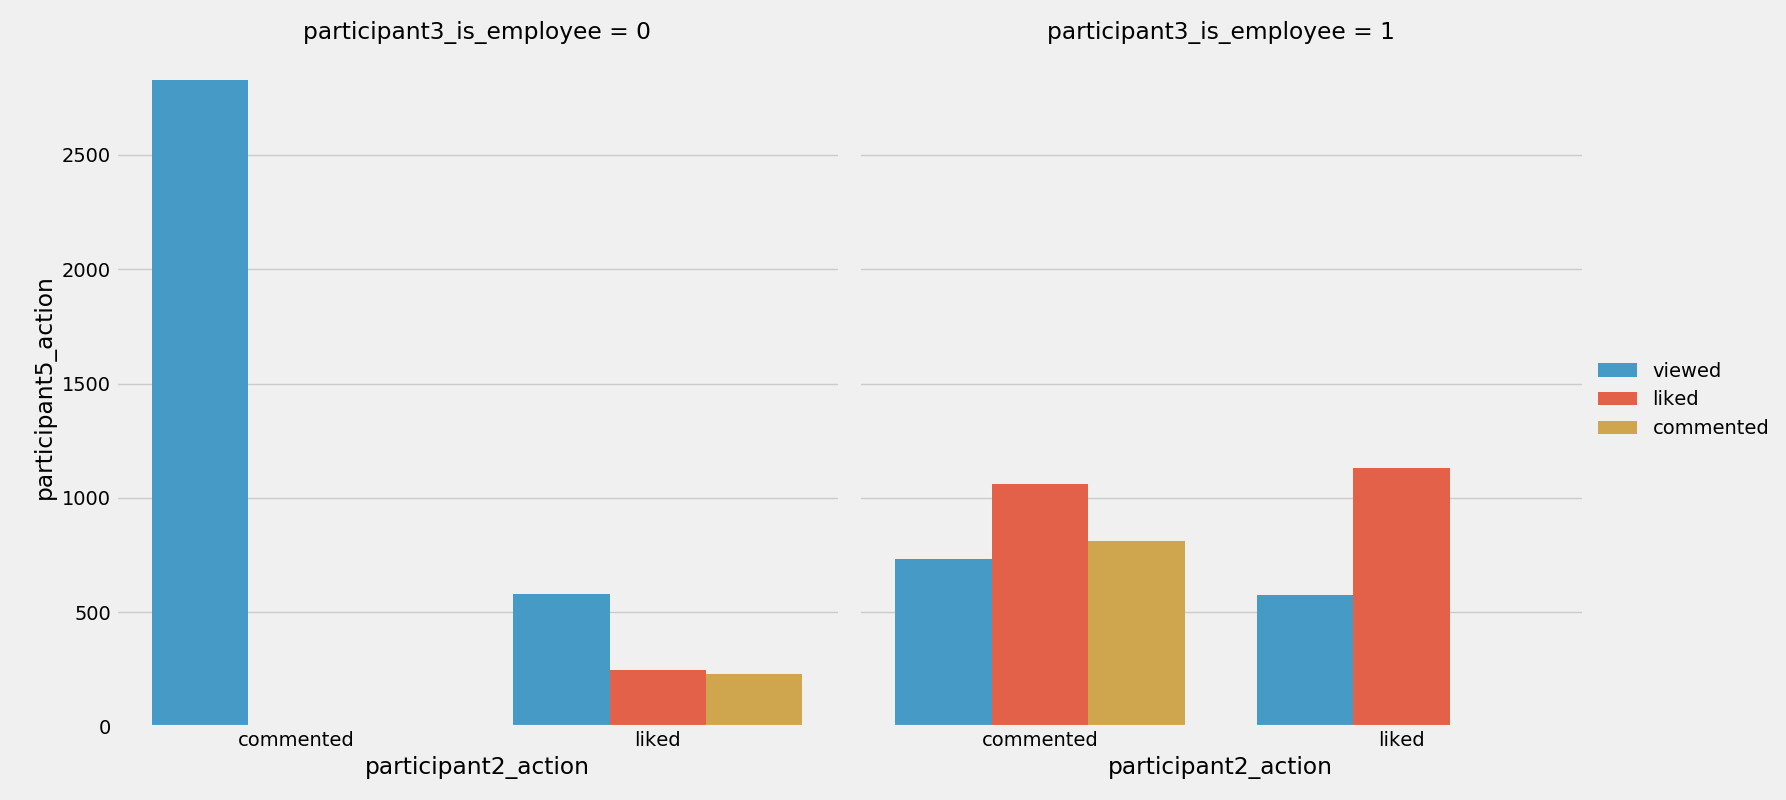 participant3_is_employee = 0
participant3_is_employee = 1
participant5_action
2500
2000
1500
1000
500
0
commented
liked
commented
liked
participant2_action
participant2_action
viewed
liked
commented